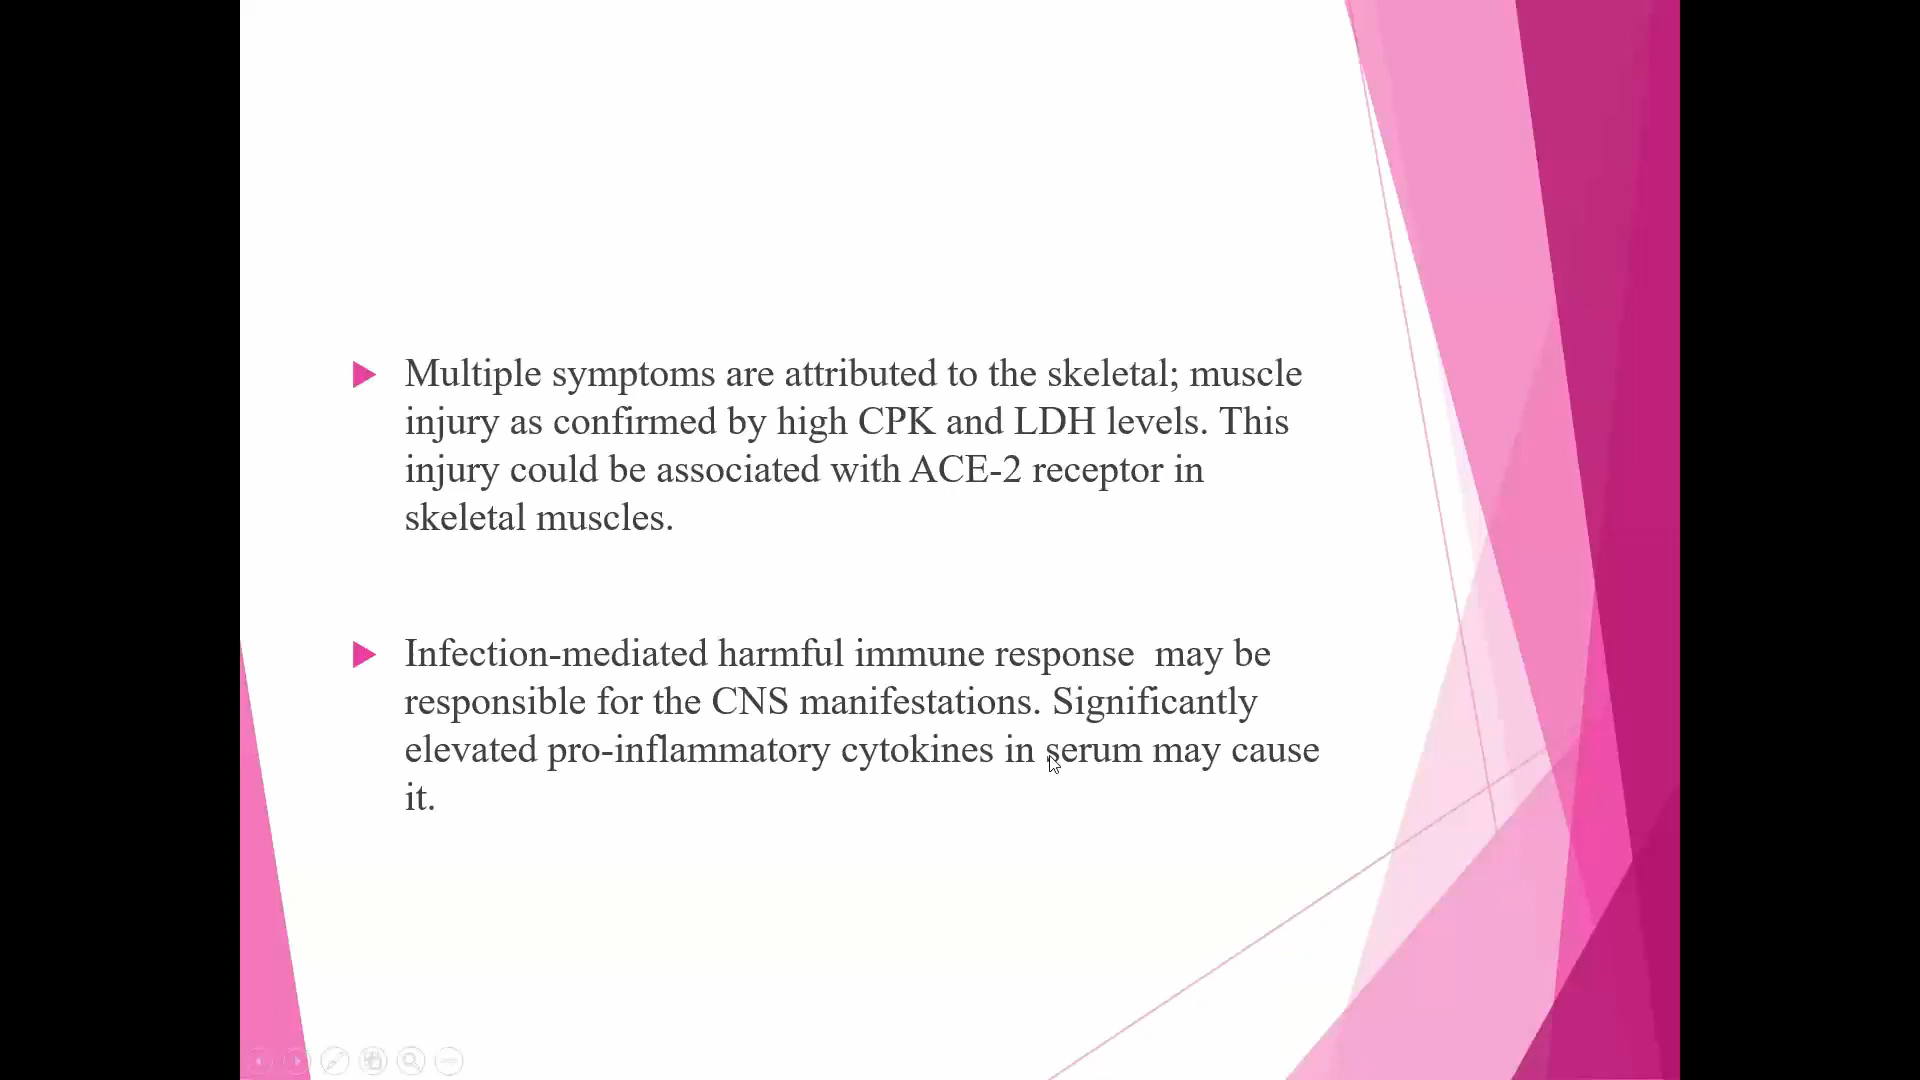 Multiple symptoms are attributed to the skeletal; muscle
injury as confirmed by high CPK and LDH levels. This
injury could be associated with ACE-2 receptor in
skeletal muscles.
Infection-mediated harmful immune response  may be
responsible for the CNS manifestations. Significantly
elevated pro-inflammatory cytokines in serum may cause
it.